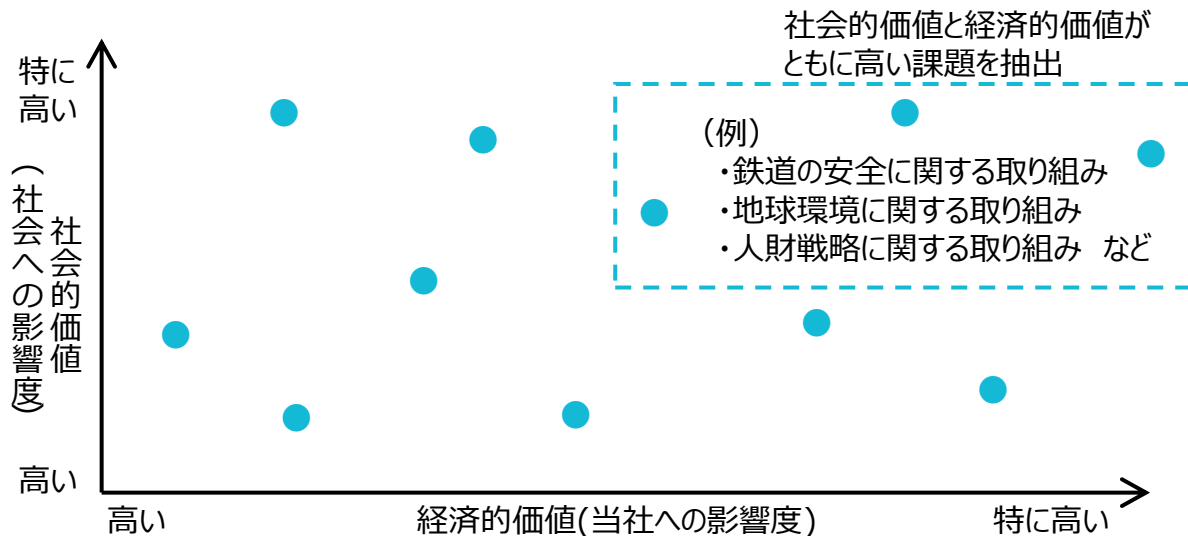 社会的価値と経済的価値が
ともに高い課題を抽出
特に
高い
(例)
・鉄道の安全に関する取り組み
・地球環境に関する取り組み
・人財戦略に関する取り組み など
社会的価値
(社会への影響度)
高い
高い
経済的価値(当社への影響度)
特に高い